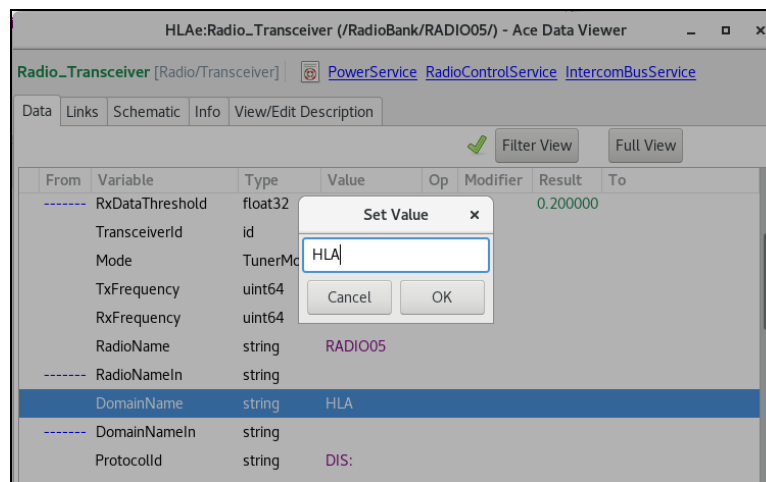 HLAe:Radio_Transceiver (/RadioBank/RADIO05/) - Ace Data Viewer
Radio_Transceiver [Radio/Transceiver] PowerService RadioControlService IntercomBusService
Data Links Schematic Info View/Edit Description
Filter View Full View
From Variable Type Value Op Modifier Result To
------- RxDataThreshold float32 0.200000
Set Value ×
TransceiverId id
HLA
Mode TunerMo
TxFrequency uint64
Cancel OK
RxFrequency uint64
RadioName string RADIO05
------- RadioNameIn string
DomainName string HLA
------- DomainNameIn string
ProtocolId string DIS: